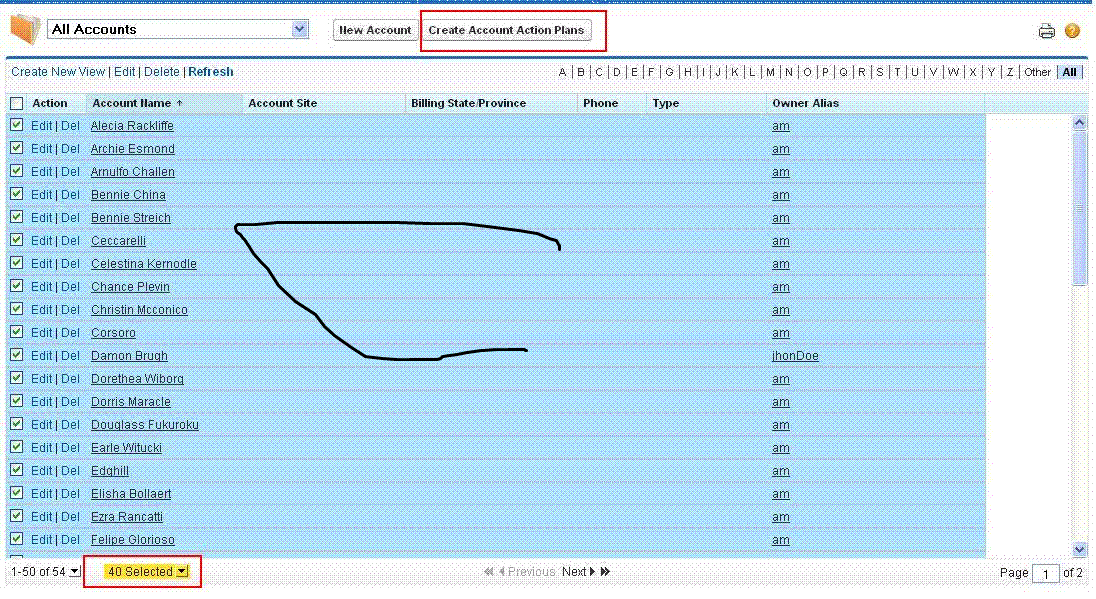 All Accounts New Account Create Account Action Plans
Create New View | Edit | Delete | Refresh A | B | C | D | E | F | G | H | I | J | K | L | M | N | O | P | Q | R | S | T | U | V | W | X | Y | Z | Other | All
Action Account Name Account Site Billing State/Province Phone Type Owner Alias
Edit | Del Alecia Rackliffe am
Edit | Del Archie Esmond am
Edit | Del Arnulfo Challen am
Edit | Del Bennie China am
Edit | Del Bennie Streich am
Edit | Del Ceccarelli am
Edit | Del Celestina Kernodle am
Edit | Del Chance Plevin am
Edit | Del Christin Mcconico am
Edit | Del Corsoro am
Edit | Del Damon Brugh jhonDoe
Edit | Del Dorethea Wiborg am
Edit | Del Dorris Maracle am
Edit | Del Douglass Fukuroku am
Edit | Del Earle Witucki am
Edit | Del Edghill am
Edit | Del Elisha Bollaert am
Edit | Del Ezra Rancatti am
Edit | Del Felipe Glorioso am
1-50 of 54 40 Selected Previous Next Page 1 of 2